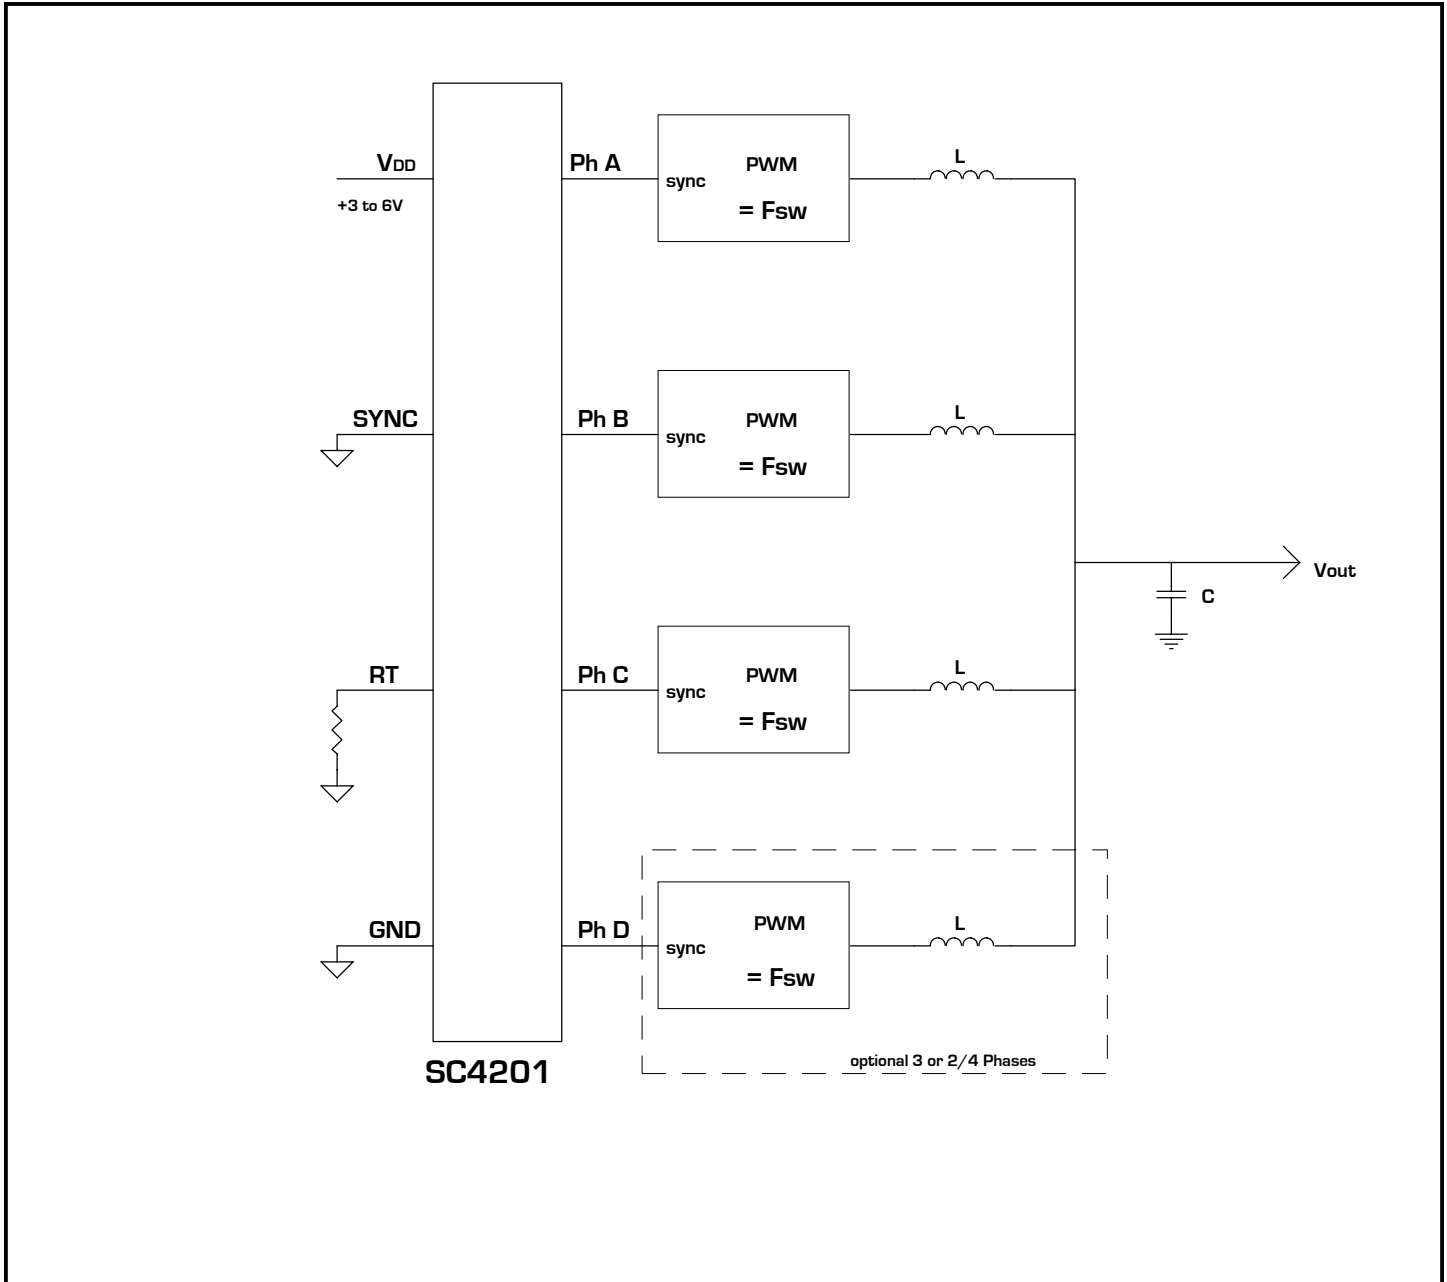 VDD
+3 to 6V
Ph A
sync
PWM
= Fsw
L
SYNC
Ph B
sync
PWM
= Fsw
L
Vout
C
RT
Ph C
sync
PWM
= Fsw
L
GND
Ph D
sync
PWM
= Fsw
L
optional 3 or 2/4 Phases
SC4201